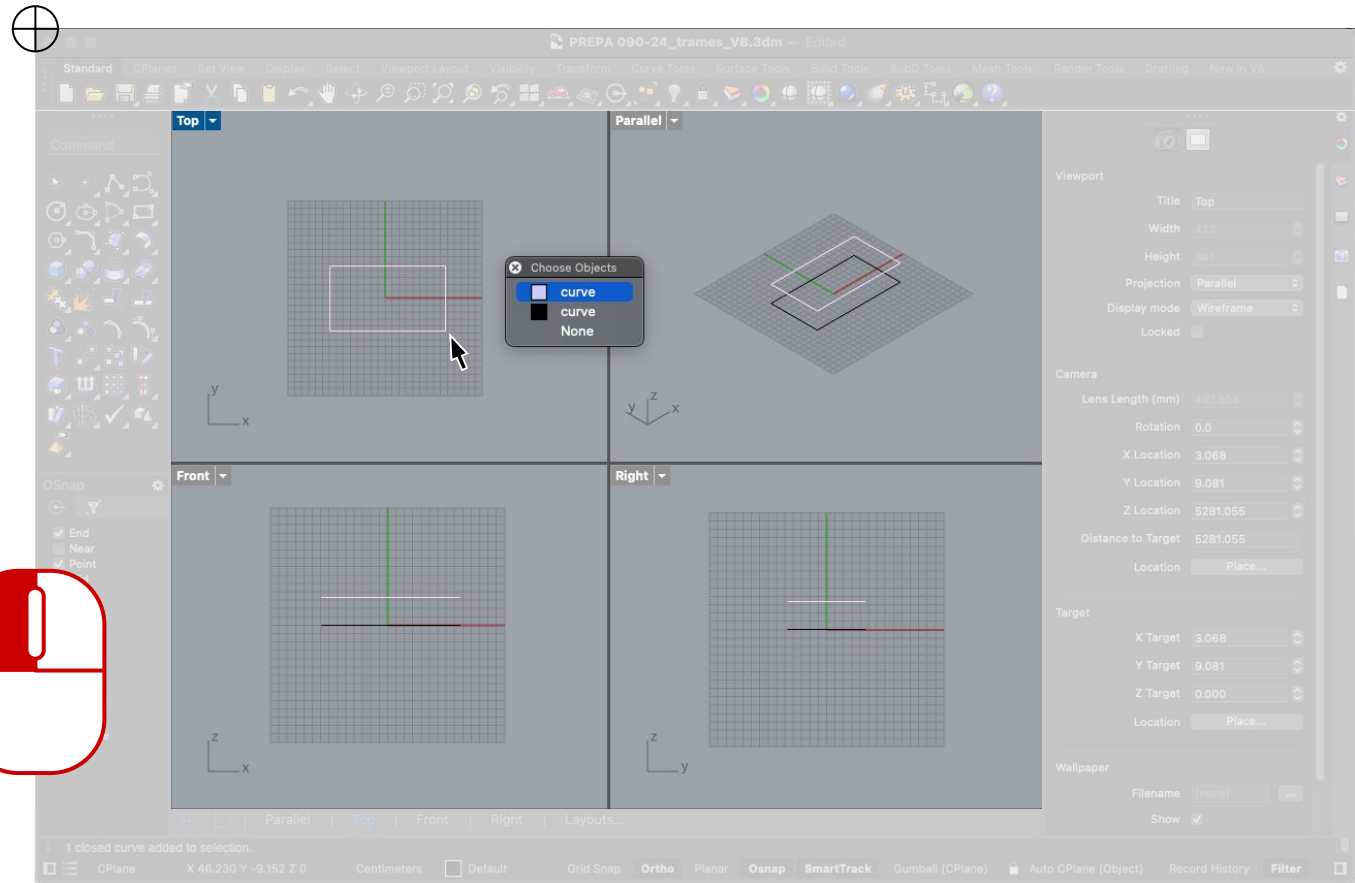 PREPA 090-24_trames_V8.3dm — Edited
Standard CPlanes Set View Display Select Viewport Layout Visibility Transform Curve Tools Surface Tools Solid Tools SubD Tools Mesh Tools Render Tools Drafting New in V8
Command
Top
Parallel
Choose Objects
curve
curve
None
y
x
y
z
x
Front
Right
z
x
z
y
OSnap
End
Near
Point
Viewport
Title Top
Width 422
Height 341
Projection Parallel
Display mode Wireframe
Locked
Camera
Lens Length (mm)
Rotation 0.0
X Location 3.068
Y Location 9.081
Z Location 5281.055
Distance to Target 5281.055
Location Place...
Target
X Target 3.068
Y Target 9.081
Z Target 0.000
Location Place...
Wallpaper
Filename (none) ...
Show
Parallel | Top | Front | Right | Layouts...
1 closed curve added to selection.
CPlane X 46.230 Y -9.152 Z 0 Centimeters Default Grid Snap Ortho Planar Osnap SmartTrack Gumball (CPlane) Auto CPlane (Object) Record History Filter